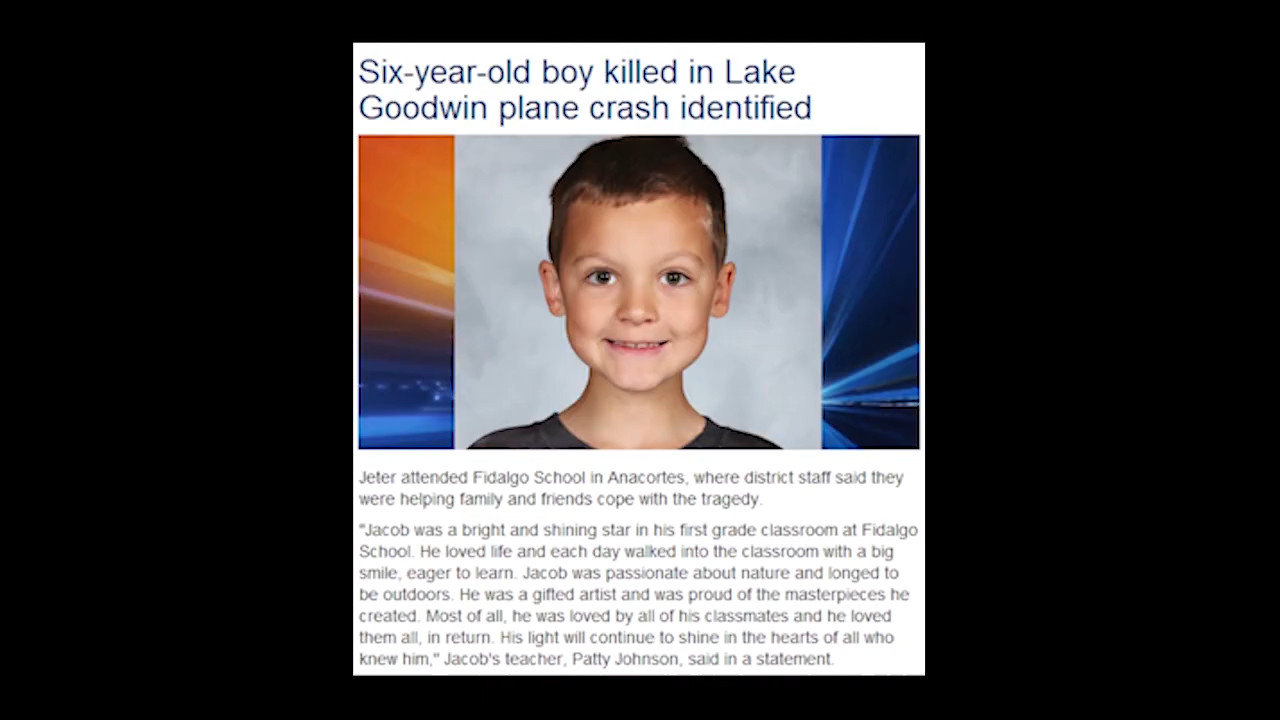 Six-year-old boy killed in Lake
Goodwin plane crash identified
Jeter attended Fidalgo School in Anacortes, where district staff said they
were helping family and friends cope with the tragedy.
"Jacob was a bright and shining star in his first grade classroom at Fidalgo
School. He loved life and each day walked into the classroom with a big
smile, eager to learn. Jacob was passionate about nature and longed to
be outdoors. He was a gifted artist and was proud of the masterpieces he
created. Most of all, he was loved by all of his classmates and he loved
them all, in return. His light will continue to shine in the hearts of all who
knew him," Jacob's teacher, Patty Johnson, said in a statement.